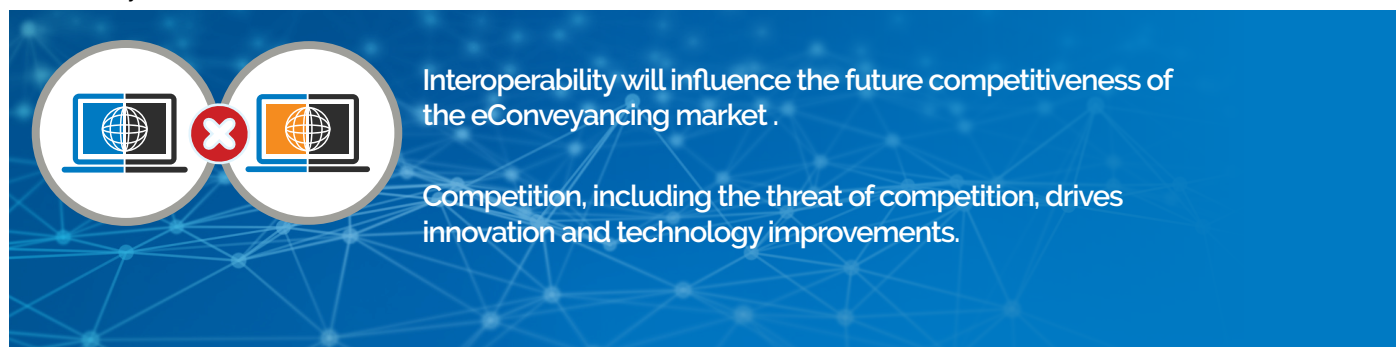 Interoperability will influence the future competitiveness of
the eConveyancing market .
Competition, including the threat of competition, drives
innovation and technology improvements.